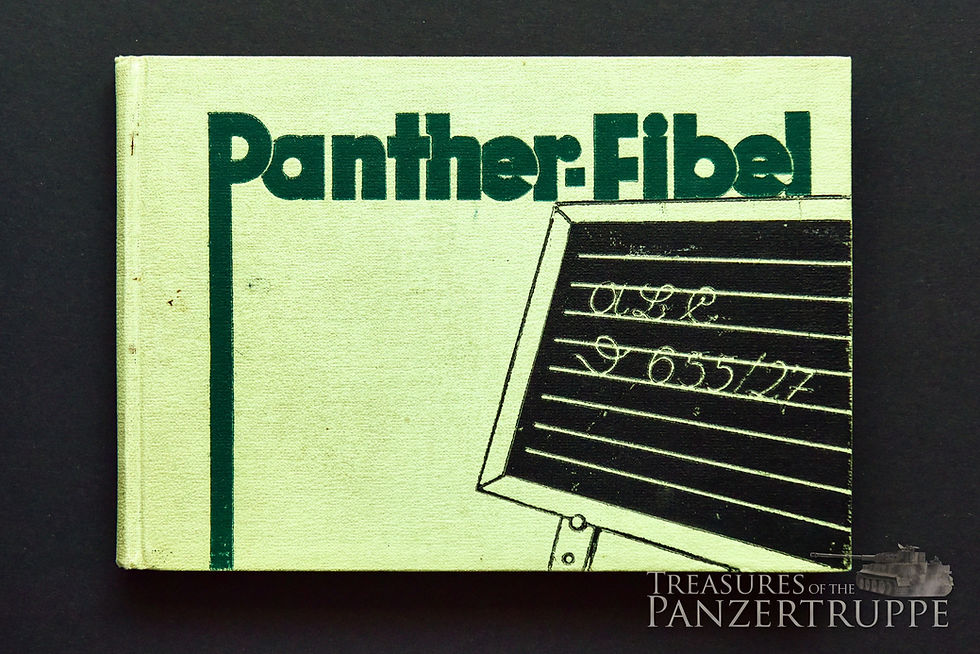 Panther-Fibel
a b c
D 655/27
TREASURES OF THE
PANZERTRUPPE